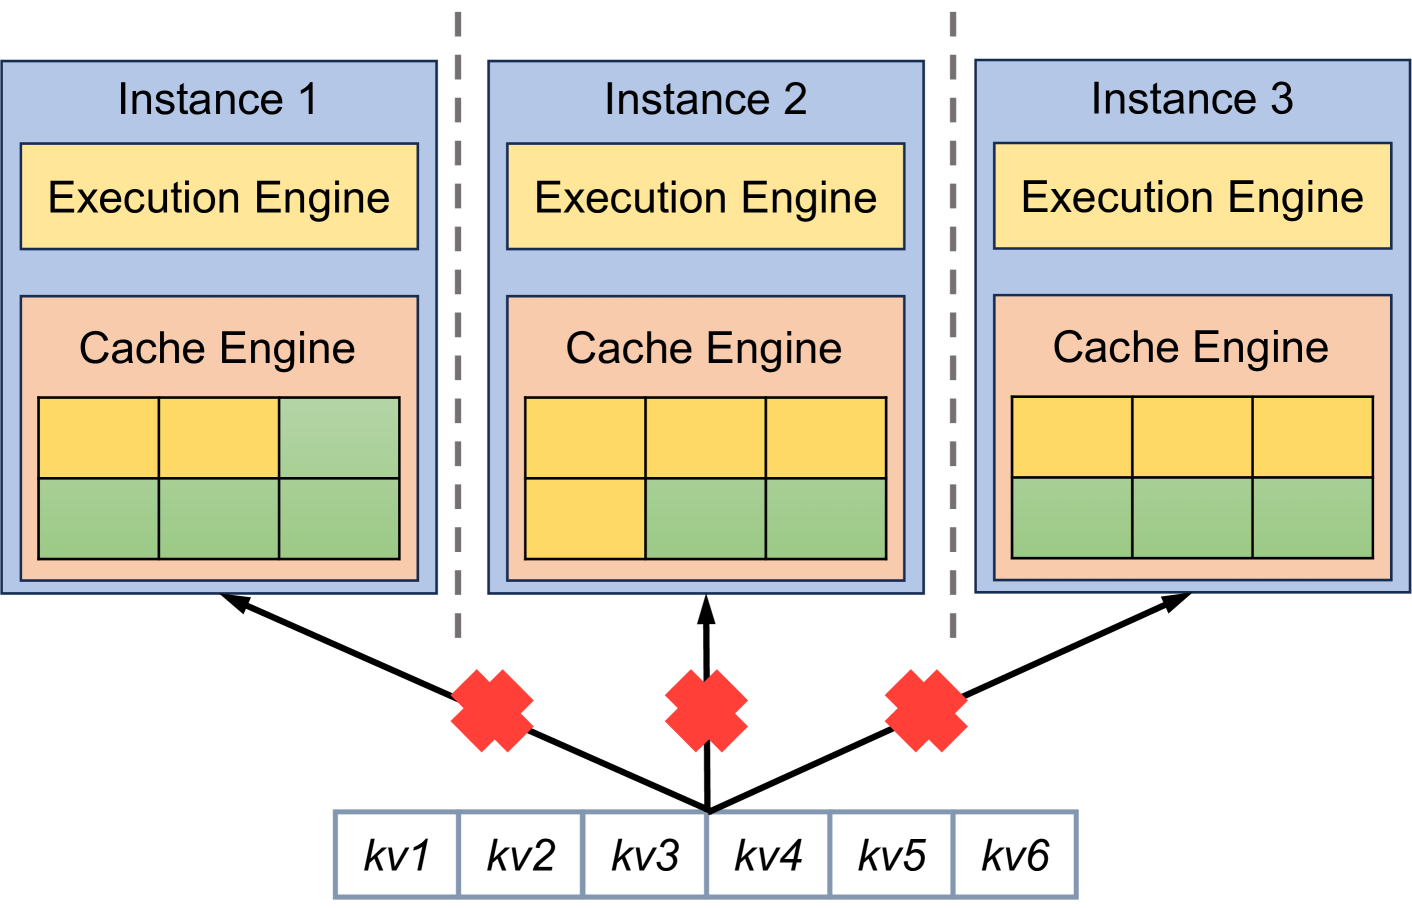 Instance 1
Execution Engine
Cache Engine
Instance 2
Execution Engine
Cache Engine
Instance 3
Execution Engine
Cache Engine
kv1 kv2 kv3 kv4 kv5 kv6